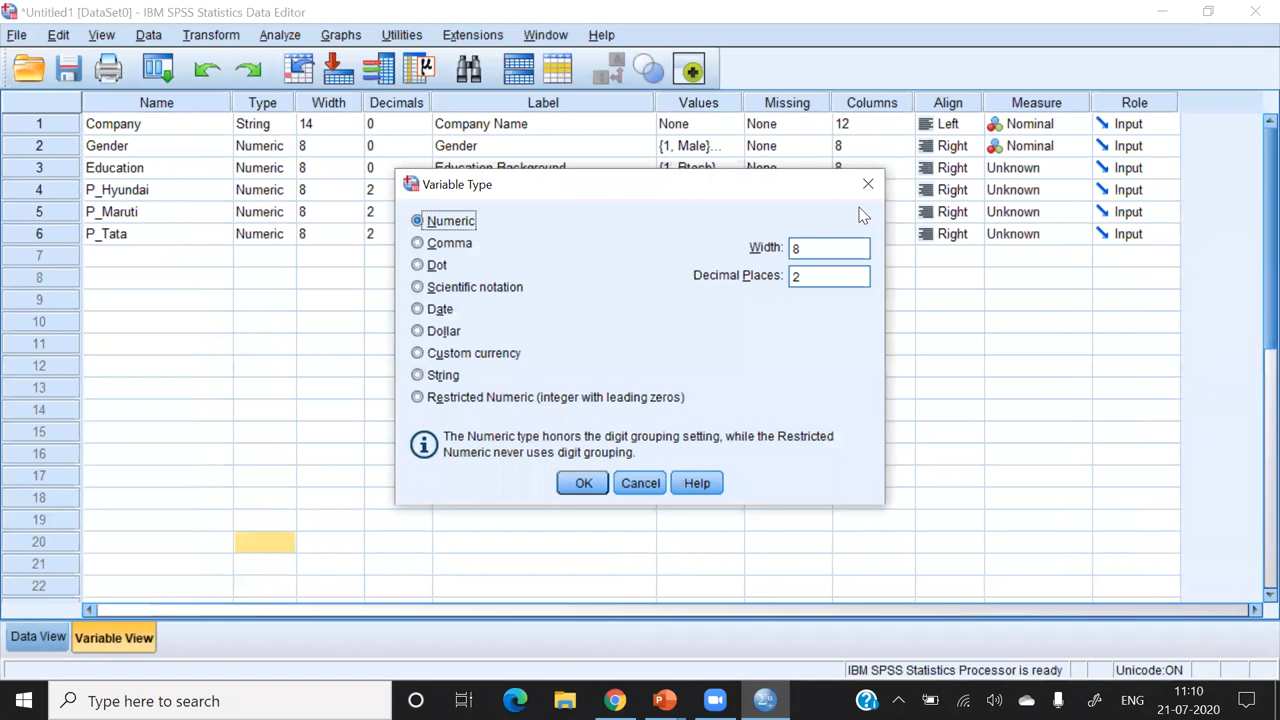 *Untitled1 [DataSet0] - IBM SPSS Statistics Data Editor
File Edit View Data Transform Analyze Graphs Utilities Extensions Window Help
Name Type Width Decimals Label Values Missing Columns Align Measure Role
1 Company String 14 0 Company Name None None 12 Left Nominal Input
2 Gender Numeric 8 0 Gender {1, Male}... None 8 Right Nominal Input
3 Education Numeric 8 0 Education Background {1, Btech}... None 8 Right Unknown Input
4 P_Hyundai Numeric 8 2 Right Unknown Input
5 P_Maruti Numeric 8 2 Right Unknown Input
6 P_Tata Numeric 8 2 Right Unknown Input
7
8
9
10
11
12
13
14
15
16
17
18
19
20
21
22
Variable Type
Numeric
Comma
Dot
Scientific notation
Date
Dollar
Custom currency
String
Restricted Numeric (integer with leading zeros)
Width: 8
Decimal Places: 2
The Numeric type honors the digit grouping setting, while the Restricted
Numeric never uses digit grouping.
OK Cancel Help
Data View Variable View
IBM SPSS Statistics Processor is ready Unicode:ON
Type here to search
ENG
11:10
21-07-2020